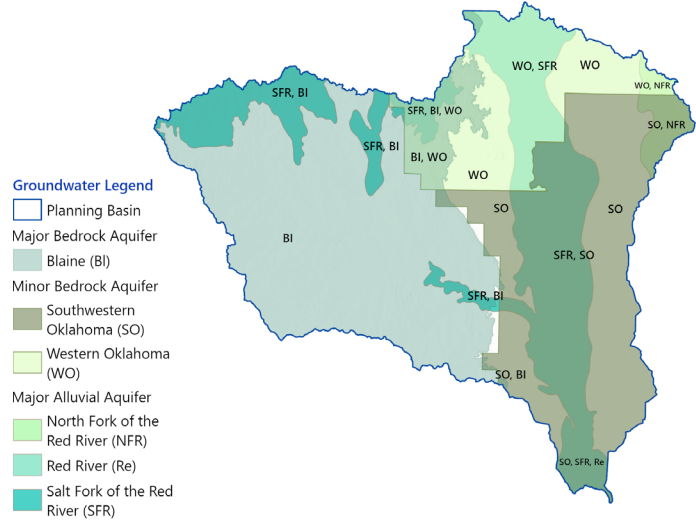 Groundwater Legend
Planning Basin
Major Bedrock Aquifer
Blaine (BI)
Minor Bedrock Aquifer
Southwestern
Oklahoma (SO)
Western Oklahoma
(WO)
Major Alluvial Aquifer
North Fork of the
Red River (NFR)
Red River (Re)
Salt Fork of the Red
River (SFR)
WO, SFR
WO
WO, NFR
SFR, BI
SFR, BI, WO
SO, NFR
SFR, BI
BI, WO
WO
SO
SO
BI
SFR, SO
SFR, BI
SO, BI
SO, SFR, Re